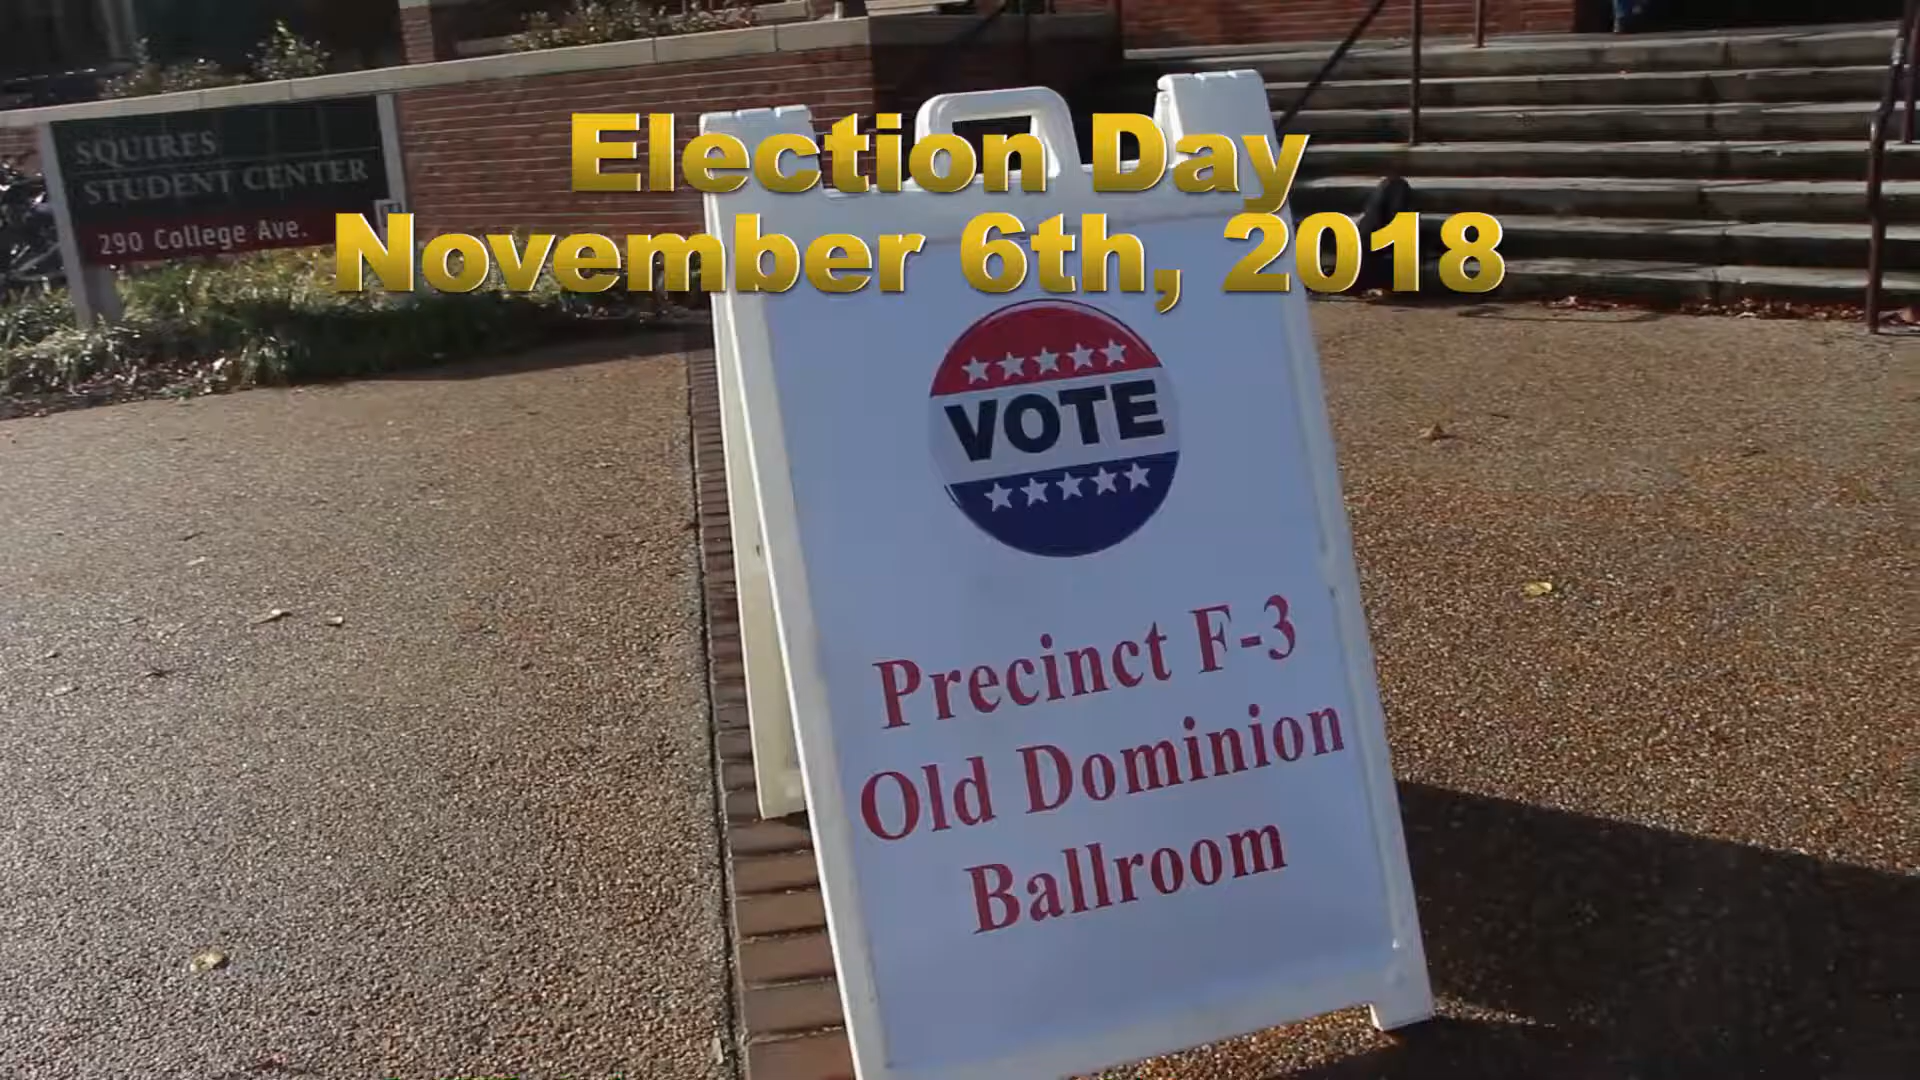 Election Day
November 6th, 2018
SQUIRES
STUDENT CENTER
290 College Ave.
VOTE
Precinct F-3
Old Dominion
Ballroom